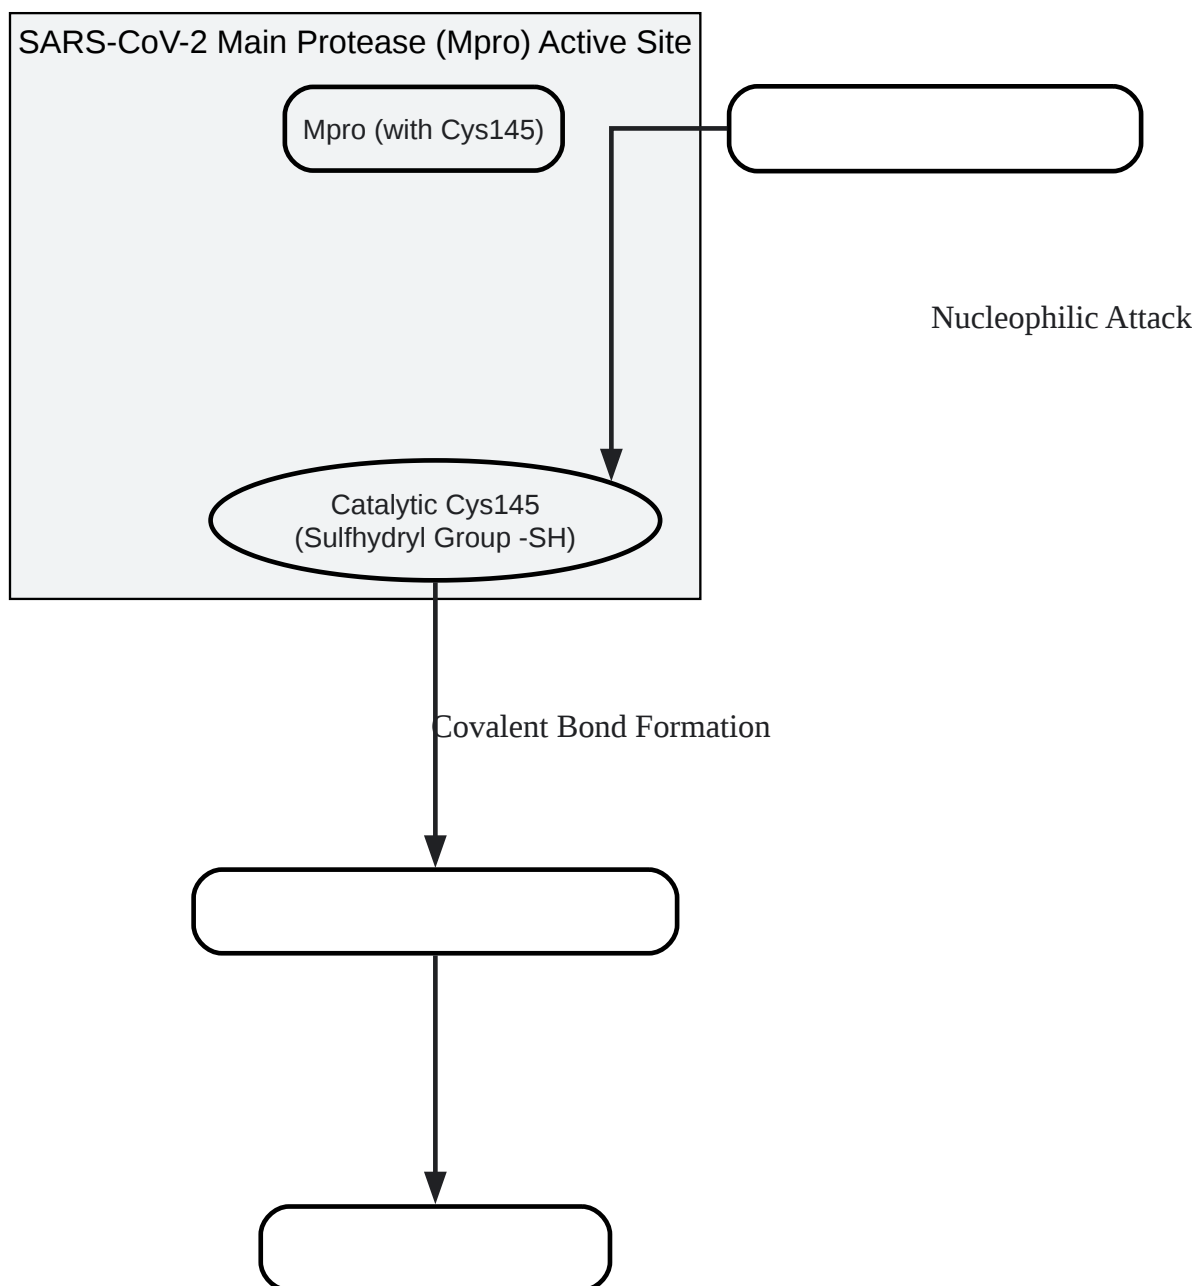 SARS-CoV-2 Main Protease (Mpro) Active Site
Mpro (with Cys145)
Nucleophilic Attack
Catalytic Cys145
(Sulfhydryl Group -SH)
Covalent Bond Formation